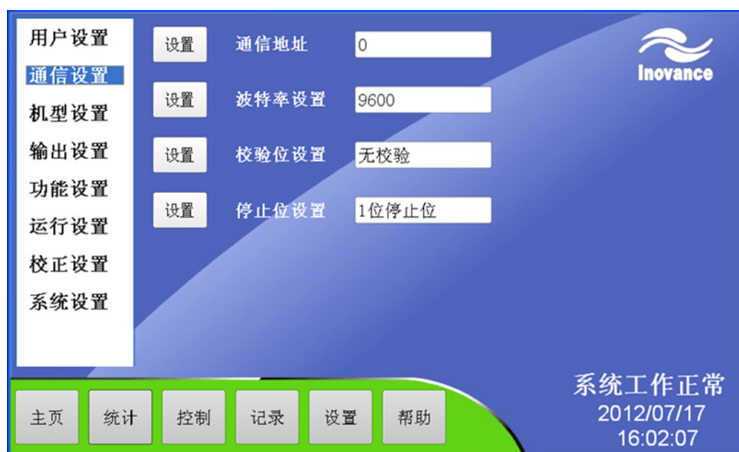 用户设置
通信设置
机型设置
输出设置
功能设置
运行设置
校正设置
系统设置
设置 通信地址 0
设置 波特率设置 9600
设置 校验位设置 无校验
设置 停止位设置 1位停止位
Inovance
主页 统计 控制 记录 设置 帮助
系统工作正常
2012/07/17
16:02:07